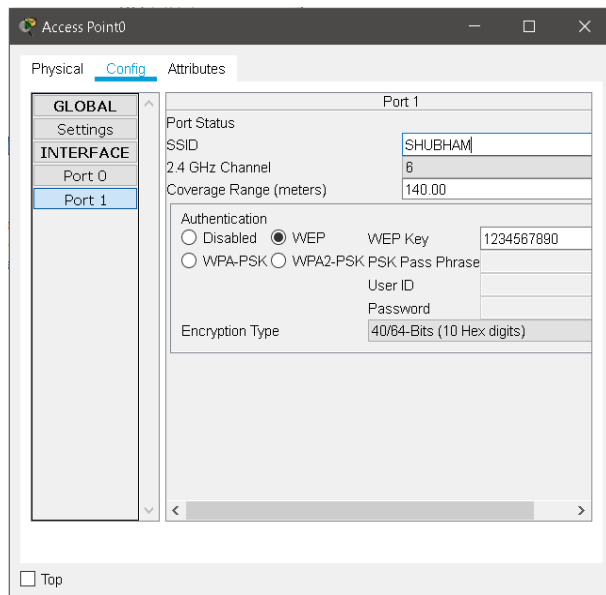 Access Point0
Physical Config Attributes
GLOBAL
Settings
INTERFACE
Port 0
Port 1
Port 1
Port Status
SSID SHUBHAM
2.4 GHz Channel 6
Coverage Range (meters) 140.00
Authentication
Disabled WEP WEP Key 1234567890
WPA-PSK WPA2-PSK PSK Pass Phrase
User ID
Password
Encryption Type 40/64-Bits (10 Hex digits)
Top